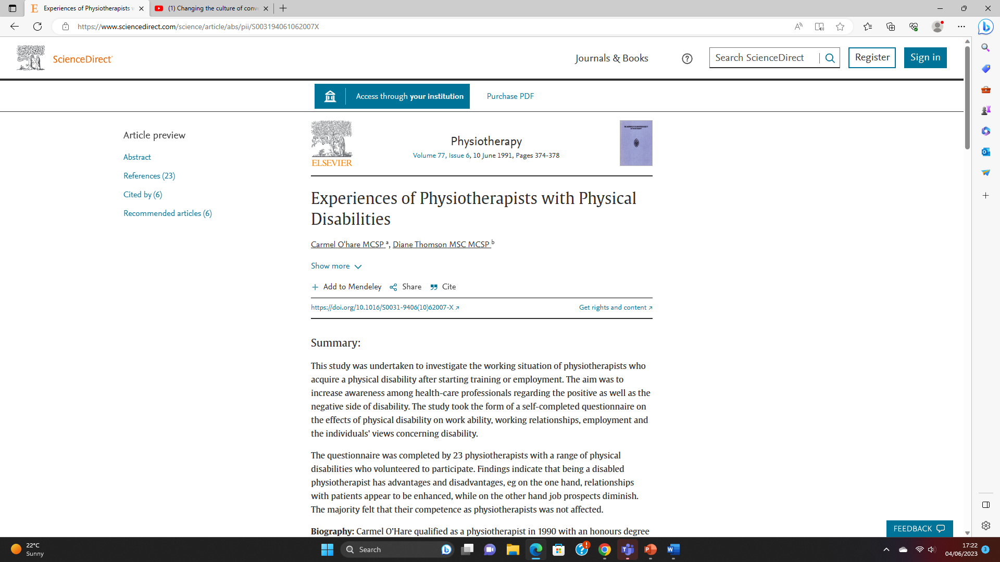 Experiences of Physiotherapists w
(1) Changing the culture of conve
https://www.sciencedirect.com/science/article/abs/pii/S003194061062007X
ScienceDirect
Journals & Books
Search ScienceDirect
Register
Sign in
Access through your institution
Purchase PDF
Article preview
Abstract
References (23)
Cited by (6)
Recommended articles (6)
ELSEVIER
Physiotherapy
Volume 77, Issue 6, 10 June 1991, Pages 374-378
Experiences of Physiotherapists with Physical
Disabilities
Carmel O'hare MCSP a, Diane Thomson MSC MCSP b
Show more
Add to Mendeley
Share
Cite
https://doi.org/10.1016/S0031-9406(10)62007-X
Get rights and content
Summary:
This study was undertaken to investigate the working situation of physiotherapists who
acquire a physical disability after starting training or employment. The aim was to
increase awareness among health-care professionals regarding the positive as well as the
negative side of disability. The study took the form of a self-completed questionnaire on
the effects of physical disability on work ability, working relationships, employment and
the individuals' views concerning disability.
The questionnaire was completed by 23 physiotherapists with a range of physical
disabilities who volunteered to participate. Findings indicate that being a disabled
physiotherapist has advantages and disadvantages, eg on the one hand, relationships
with patients appear to be enhanced, while on the other hand job prospects diminish.
The majority felt that their competence as physiotherapists was not affected.
Biography: Carmel O'Hare qualified as a physiotherapist in 1990 with an honours degree
FEEDBACK
22°C
Sunny
Search
17:22
04/06/2023
3